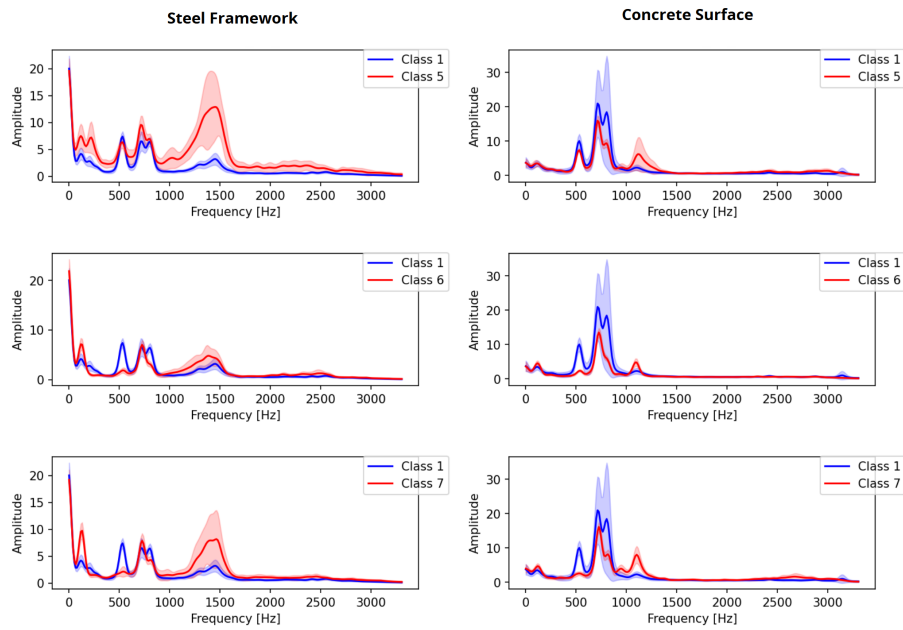 Steel Framework
Concrete Surface
Class 1
Class 5
Amplitude
20
15
10
5
0
0 500 1000 1500 2000 2500 3000
Frequency [Hz]
Class 1
Class 5
Amplitude
30
20
10
0
0 500 1000 1500 2000 2500 3000
Frequency [Hz]
Class 1
Class 6
Amplitude
20
10
0
0 500 1000 1500 2000 2500 3000
Frequency [Hz]
Class 1
Class 6
Amplitude
30
20
10
0
0 500 1000 1500 2000 2500 3000
Frequency [Hz]
Class 1
Class 7
Amplitude
20
15
10
5
0
0 500 1000 1500 2000 2500 3000
Frequency [Hz]
Class 1
Class 7
Amplitude
30
20
10
0
0 500 1000 1500 2000 2500 3000
Frequency [Hz]